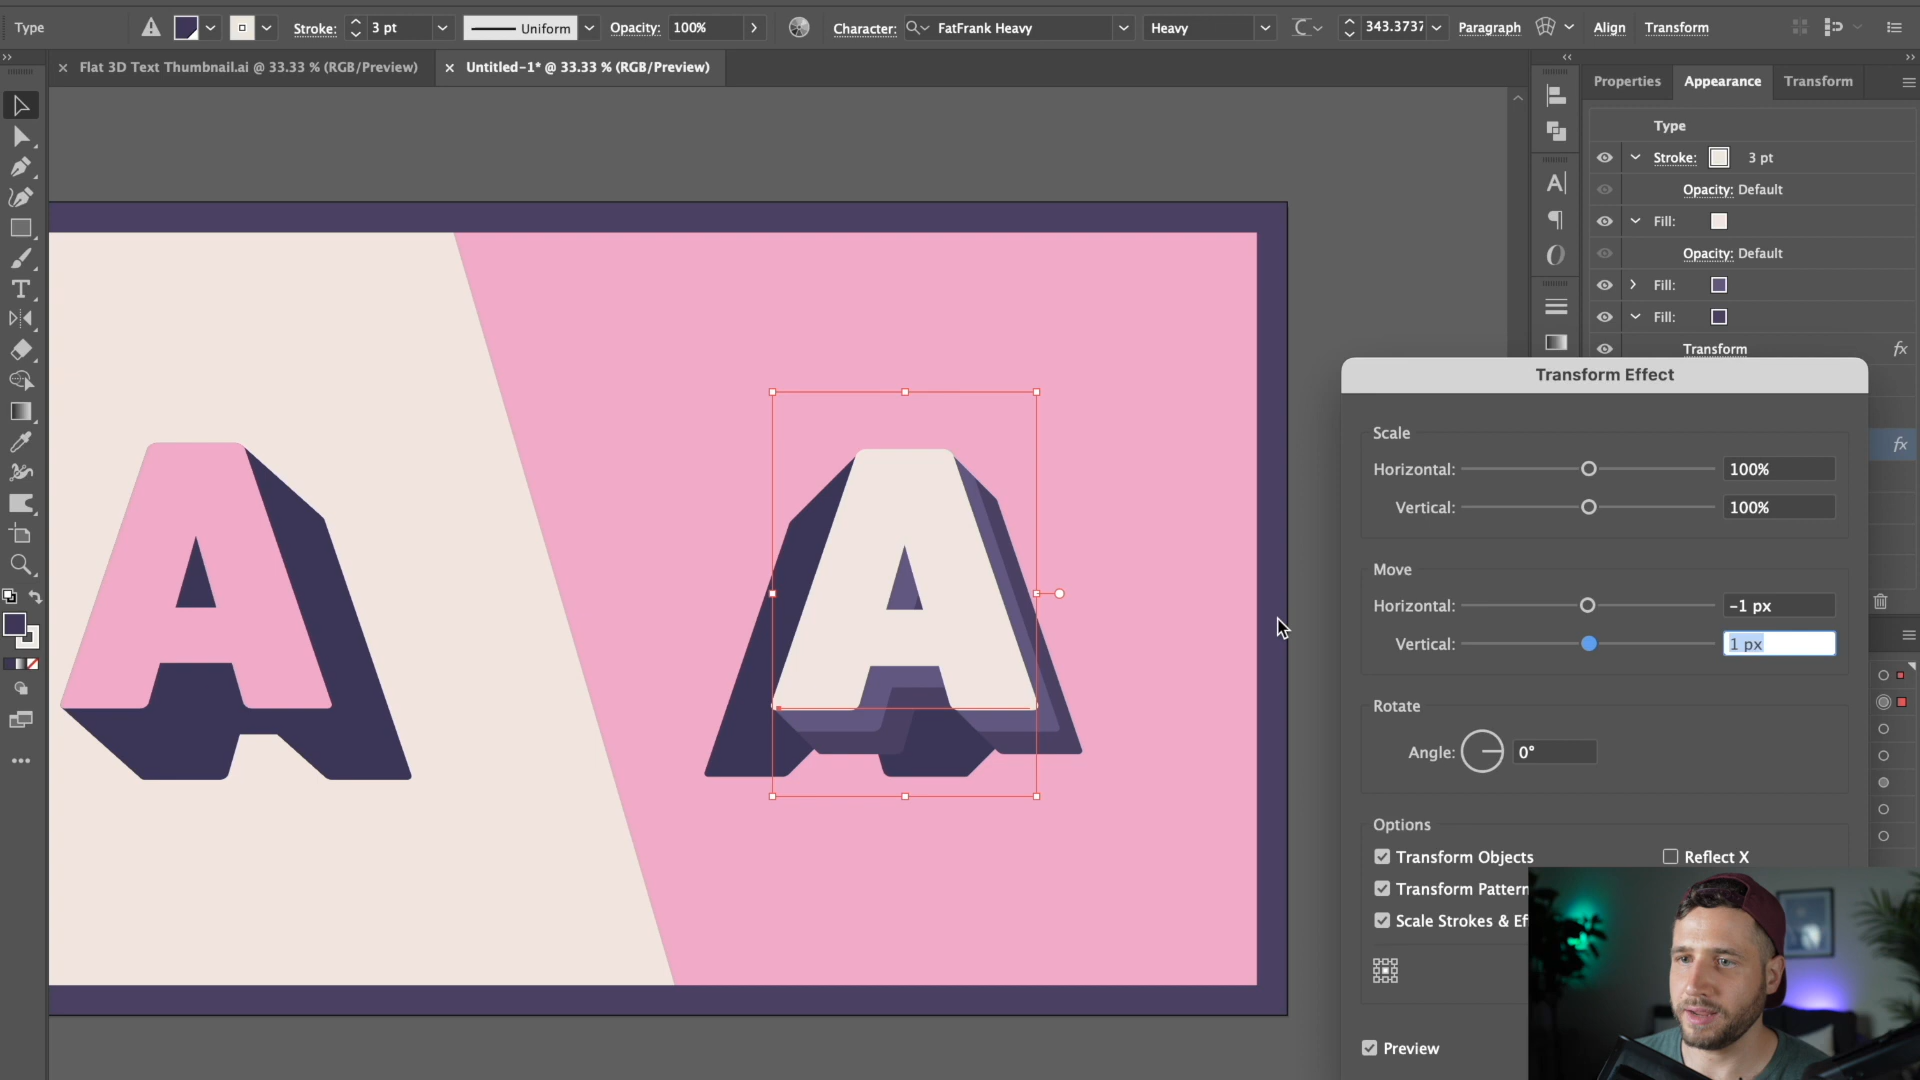 Type
Stroke: 3 pt Uniform Opacity: 100% Character: FatFrank Heavy Heavy 343.3737 Paragraph Align Transform
Flat 3D Text Thumbnail.ai @ 33.33 % (RGB/Preview) Untitled-1* @ 33.33 % (RGB/Preview)
Properties Appearance Transform
Type
Stroke: 3 pt
Opacity: Default
Fill:
Opacity: Default
Fill:
Fill:
Transform fx
Transform Effect
fx
Scale
Horizontal: 100%
Vertical: 100%
Move
Horizontal: -1 px
Vertical: 1 px
Rotate
Angle: 0°
Options
Transform Objects Reflect X
Transform Pattern
Scale Strokes & Ef
Preview
A A